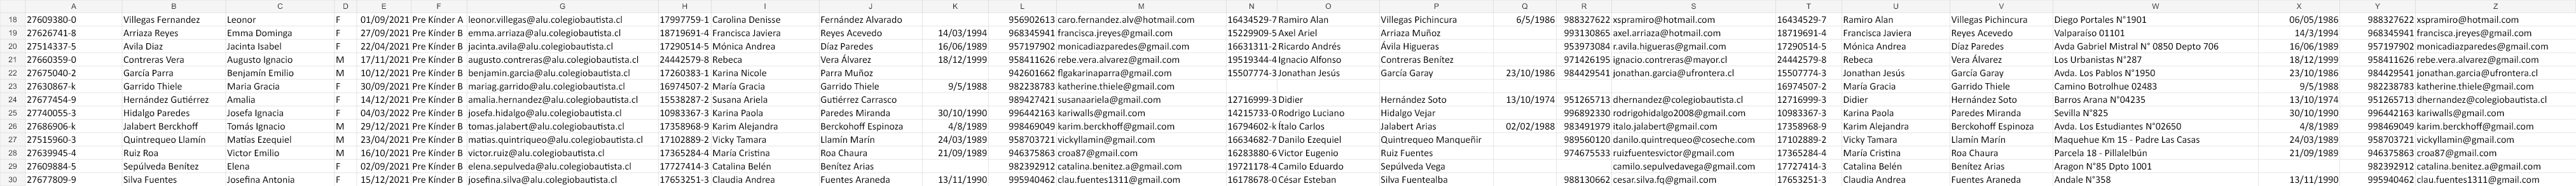 A B C D E F G H I J K L M N O P Q R S T U V W X Y Z
18 27609380-0 Villegas Fernandez Leonor F 01/09/2021 Pre Kínder A leonor.villegas@alu.colegiobautista.cl 17997759-1 Carolina Denisse Fernández Alvarado 956902613 caro.fernandez.alv@hotmail.com 16434529-7 Ramiro Alan Villegas Pichincura 6/5/1986 988327622 xspramiro@hotmail.com 16434529-7 Ramiro Alan Villegas Pichincura Diego Portales N°1901 06/05/1986 988327622 xspramiro@hotmail.com
19 27626741-8 Arriaza Reyes Emma Dominga F 27/09/2021 Pre Kínder B emma.arriaza@alu.colegiobautista.cl 18719691-4 Francisca Javiera Reyes Acevedo 14/03/1994 968345941 francisca.jreyes@gmail.com 15229909-5 Axel Ariel Arriaza Muñoz 993130865 axel.arriaza@hotmail.com 18719691-4 Francisca Javiera Reyes Acevedo Valparaíso 01101 14/3/1994 968345941 francisca.jreyes@gmail.com
20 27514337-5 Avila Diaz Jacinta Isabel F 22/04/2021 Pre Kínder B jacinta.avila@alu.colegiobautista.cl 17290514-5 Mónica Andrea Díaz Paredes 16/06/1989 957197902 monicadiazparedes@gmail.com 16631311-2 Ricardo Andrés Ávila Higueras 953973084 r.avila.higueras@gmail.com 17290514-5 Mónica Andrea Díaz Paredes Avda Gabriel Mistral N° 0850 Depto 706 16/06/1989 957197902 monicadiazparedes@gmail.com
21 27660359-0 Contreras Vera Augusto Ignacio M 17/11/2021 Pre Kínder B augusto.contreras@alu.colegiobautista.cl 24442579-8 Rebeca Vera Álvarez 18/12/1999 958411626 rebe.vera.alvarez@gmail.com 19519344-4 Ignacio Alfonso Contreras Benítez 971426195 ignacio.contreras@mayor.cl 24442579-8 Rebeca Vera Álvarez Los Urbanistas N°287 18/12/1999 958411626 rebe.vera.alvarez@gmail.com
22 27675040-2 García Parra Benjamín Emilio M 10/12/2021 Pre Kínder B benjamin.garcia@alu.colegiobautista.cl 17260383-1 Karina Nicole Parra Muñoz 942601662 flgakarinaparra@gmail.com 15507774-3 Jonathan Jesús García Garay 23/10/1986 984429541 jonathan.garcia@ufrontera.cl 15507774-3 Jonathan Jesús García Garay Avda. Los Pablos N°1950 23/10/1986 984429541 jonathan.garcia@ufrontera.cl
23 27630867-k Garrido Thiele Maria Gracia F 30/09/2021 Pre Kínder B mariag.garrido@alu.colegiobautista.cl 16974507-2 María Gracia Garrido Thiele 9/5/1988 982238783 katherine.thiele@gmail.com 16974507-2 María Gracia Garrido Thiele Camino Botrolhue 02483 9/5/1988 982238783 katherine.thiele@gmail.com
24 27677454-9 Hernández Gutiérrez Amalia F 14/12/2021 Pre Kínder B amalia.hernandez@alu.colegiobautista.cl 15538287-2 Susana Ariela Gutiérrez Carrasco 989427421 susanaariela@gmail.com 12716999-3 Didier Hernández Soto 13/10/1974 951265713 dhernandez@colegiobautista.cl 12716999-3 Didier Hernández Soto Barros Arana N°04235 13/10/1974 951265713 dhernandez@colegiobautista.cl
25 27740055-3 Hidalgo Paredes Josefa Ignacia F 04/03/2022 Pre Kínder B josefa.hidalgo@alu.colegiobautista.cl 10983367-3 Karina Paola Paredes Miranda 30/10/1990 996442163 kariwalls@gmail.com 14215733-0 Rodrigo Luciano Hidalgo Vejar 996892330 rodrigohidalgo2008@gmail.com 10983367-3 Karina Paola Paredes Miranda Sevilla N°825 30/10/1990 996442163 kariwalls@gmail.com
26 27686906-k Jalabert Berckhoff Tomás Ignacio M 29/12/2021 Pre Kínder B tomas.jalabert@alu.colegiobautista.cl 17358968-9 Karim Alejandra Berckohoff Espinoza 4/8/1989 998469049 karim.berckhoff@gmail.com 16794602-k Ítalo Carlos Jalabert Arias 02/02/1988 983491979 italo.jalabert@gmail.com 17358968-9 Karim Alejandra Berckohoff Espinoza Avda. Los Estudiantes N°02650 4/8/1989 998469049 karim.berckhoff@gmail.com
27 27515960-3 Quintrequeo Llamín Matías Ezequiel M 23/04/2021 Pre Kínder B matias.quintriqueo@alu.colegiobautista.cl 17102889-2 Vicky Tamara Llamín Marín 24/03/1989 958703721 vickyllamin@gmail.com 16634682-7 Danilo Ezequiel Quintrequeo Manqueñir 989560120 danilo.quintrequeo@coseche.com 17102889-2 Vicky Tamara Llamín Marín Maquehue Km 15 - Padre Las Casas 24/03/1989 958703721 vickyllamin@gmail.com
28 27639945-4 Ruiz Roa Victor Emilio M 16/10/2021 Pre Kínder B victor.ruiz@alu.colegiobautista.cl 17365284-4 María Cristina Roa Chaura 21/09/1989 946375863 croa87@gmail.com 16283880-6 Victor Eugenio Ruiz Fuentes 974675533 ruizfuentesvictor@gmail.com 17365284-4 María Cristina Roa Chaura Parcela 18 - Pillalelbún 21/09/1989 946375863 croa87@gmail.com
29 27609884-5 Sepúlveda Benítez Elena F 01/09/2021 Pre Kínder B elena.sepulveda@alu.colegiobautista.cl 17727414-3 Catalina Belén Benítez Arias 982392912 catalina.benitez.a@gmail.com 19721178-4 Camilo Eduardo Sepúlveda Vega camilo.sepulvedavega@gmail.com 17727414-3 Catalina Belén Benítez Arias Aragon N°85 Dpto 1001 982392912 catalina.benitez.a@gmail.com
30 27677809-9 Silva Fuentes Josefina Antonia F 15/12/2021 Pre Kínder B josefina.silva@alu.colegiobautista.cl 17653251-3 Claudia Andrea Fuentes Araneda 13/11/1990 995940462 clau.fuentes1311@gmail.com 16178678-0 César Esteban Silva Fuentealba 988130662 cesar.silva.fq@gmail.com 17653251-3 Claudia Andrea Fuentes Araneda Andale N°358 13/11/1990 995940462 clau.fuentes1311@gmail.com